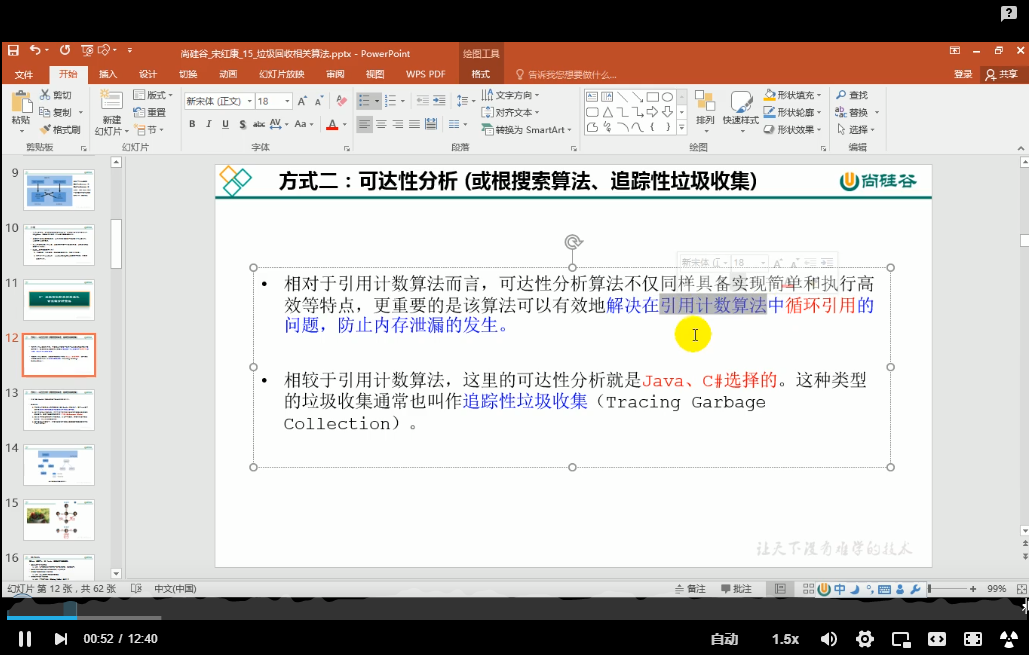 尚硅谷_宋红康_15_垃圾回收相关算法.pptx - PowerPoint
绘图工具
文件 开始 插入 设计 切换 动画 幻灯片放映 审阅 视图 WPS PDF 格式 告诉我您想要做什么... 登录 共享
粘贴 剪切 复制 格式刷
新建 幻灯片 版式 重置 节
新宋体 (正文) 18
B I U S abc AV Aa A
文字方向 对齐文本 转换为 SmartArt
排列 快速样式 形状填充 形状轮廓 形状效果
查找 替换 选择
剪贴板 幻灯片 字体 段落 绘图 编辑
9
10
11
12
13
14
15
16
方式二：可达性分析 (或根搜索算法、追踪性垃圾收集)
尚硅谷
新宋体 (ī 18
• 相对于引用计数算法而言，可达性分析算法不仅同样具备实现简单和执行高
效等特点，更重要的是该算法可以有效地解决在引用计数算法中循环引用的
问题，防止内存泄漏的发生。
• 相较于引用计数算法，这里的可达性分析就是Java、C#选择的。这种类型
的垃圾收集通常也叫作追踪性垃圾收集（Tracing Garbage
Collection）。
让天下没有难学的技术
幻灯片 第 12 张，共 62 张 中文(中国) 备注 批注 中 99%
00:52 / 12:40 自动 1.5x